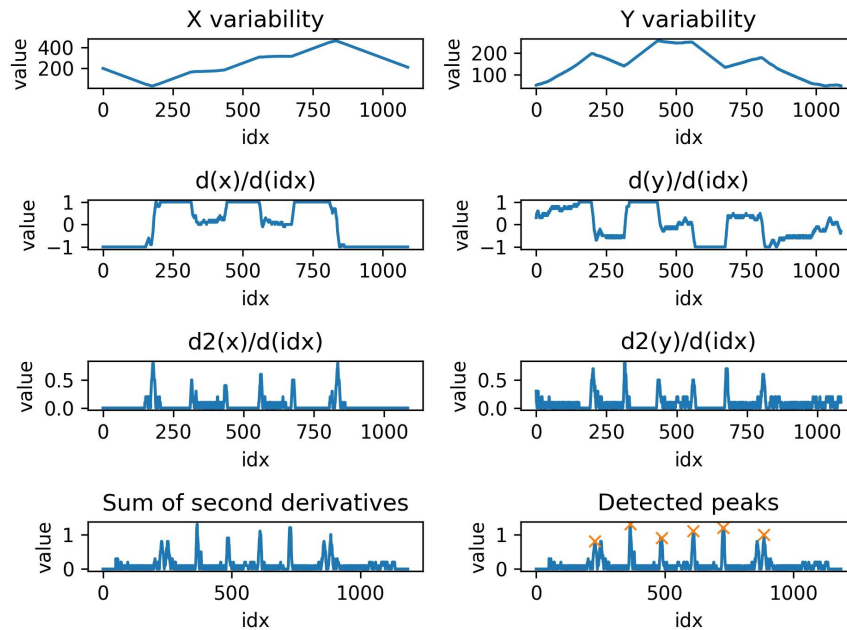 X variability
value
400
200
0
250
500
750
1000
idx
Y variability
value
200
100
0
250
500
750
1000
idx
d(x)/d(idx)
value
1
0
−1
0
250
500
750
1000
idx
d(y)/d(idx)
value
1
0
−1
0
250
500
750
1000
idx
d2(x)/d(idx)
value
0.5
0.0
0
250
500
750
1000
idx
d2(y)/d(idx)
value
0.5
0.0
0
250
500
750
1000
idx
Sum of second derivatives
value
1
0
0
500
1000
idx
Detected peaks
value
1
0
0
500
1000
idx